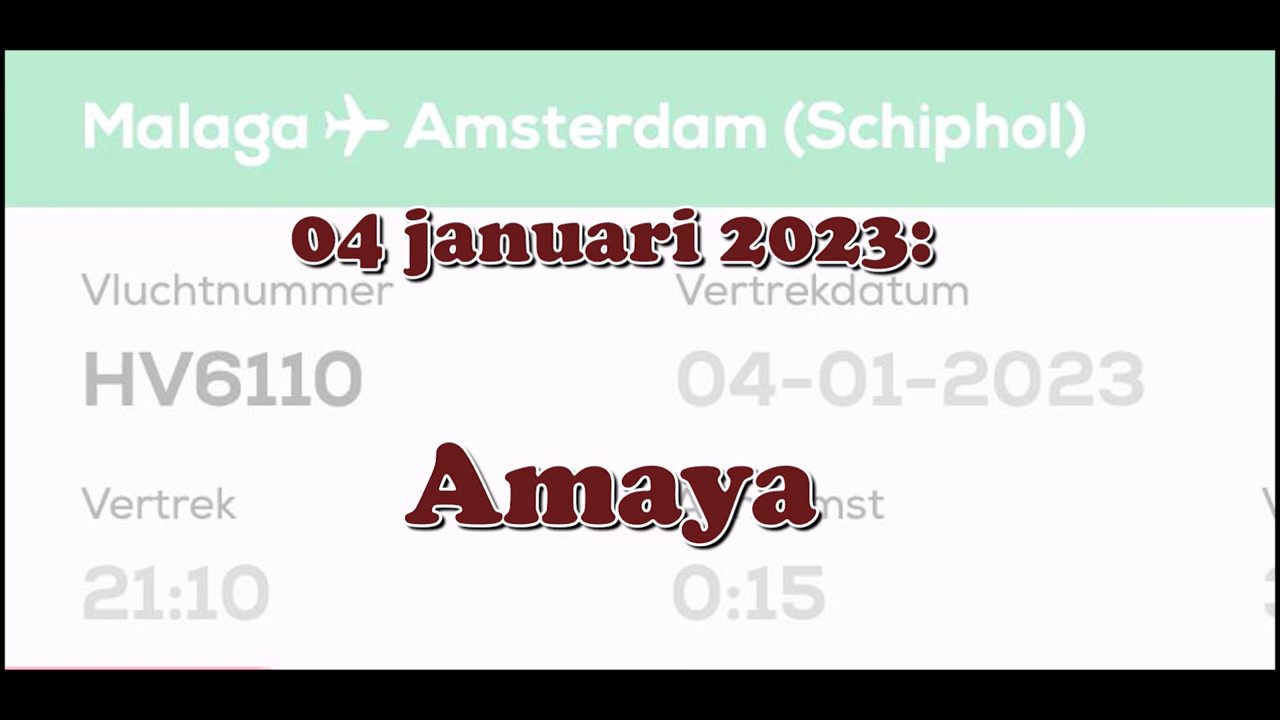 Malaga Amsterdam (Schiphol)
04 januari 2023:
Vluchtnummer Vertrekdatum
HV6110 04-01-2023
Amaya
Vertrek
21:10 0:15